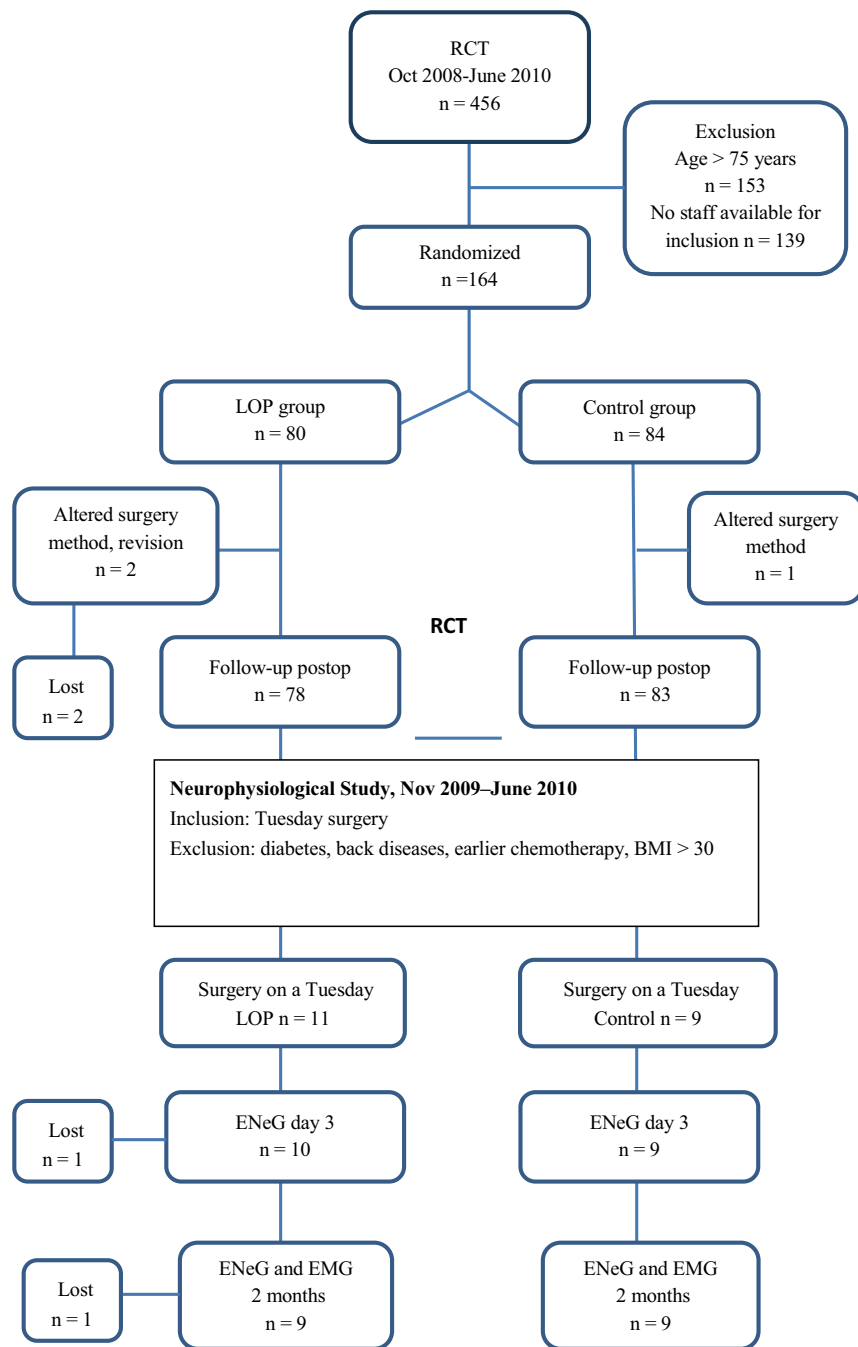 RCT
Oct 2008-June 2010
n = 456
Exclusion
Age > 75 years
n = 153
No staff available for
inclusion n = 139
Randomized
n =164
LOP group
n = 80
Control group
n = 84
Altered surgery
method, revision
n = 2
Altered surgery
method
n = 1
RCT
Lost
n = 2
Follow-up postop
n = 78
Follow-up postop
n = 83
Neurophysiological Study, Nov 2009–June 2010
Inclusion: Tuesday surgery
Exclusion: diabetes, back diseases, earlier chemotherapy, BMI > 30
Surgery on a Tuesday
LOP n = 11
Surgery on a Tuesday
Control n = 9
Lost
n = 1
ENeG day 3
n = 10
ENeG day 3
n = 9
Lost
n = 1
ENeG and EMG
2 months
n = 9
ENeG and EMG
2 months
n = 9